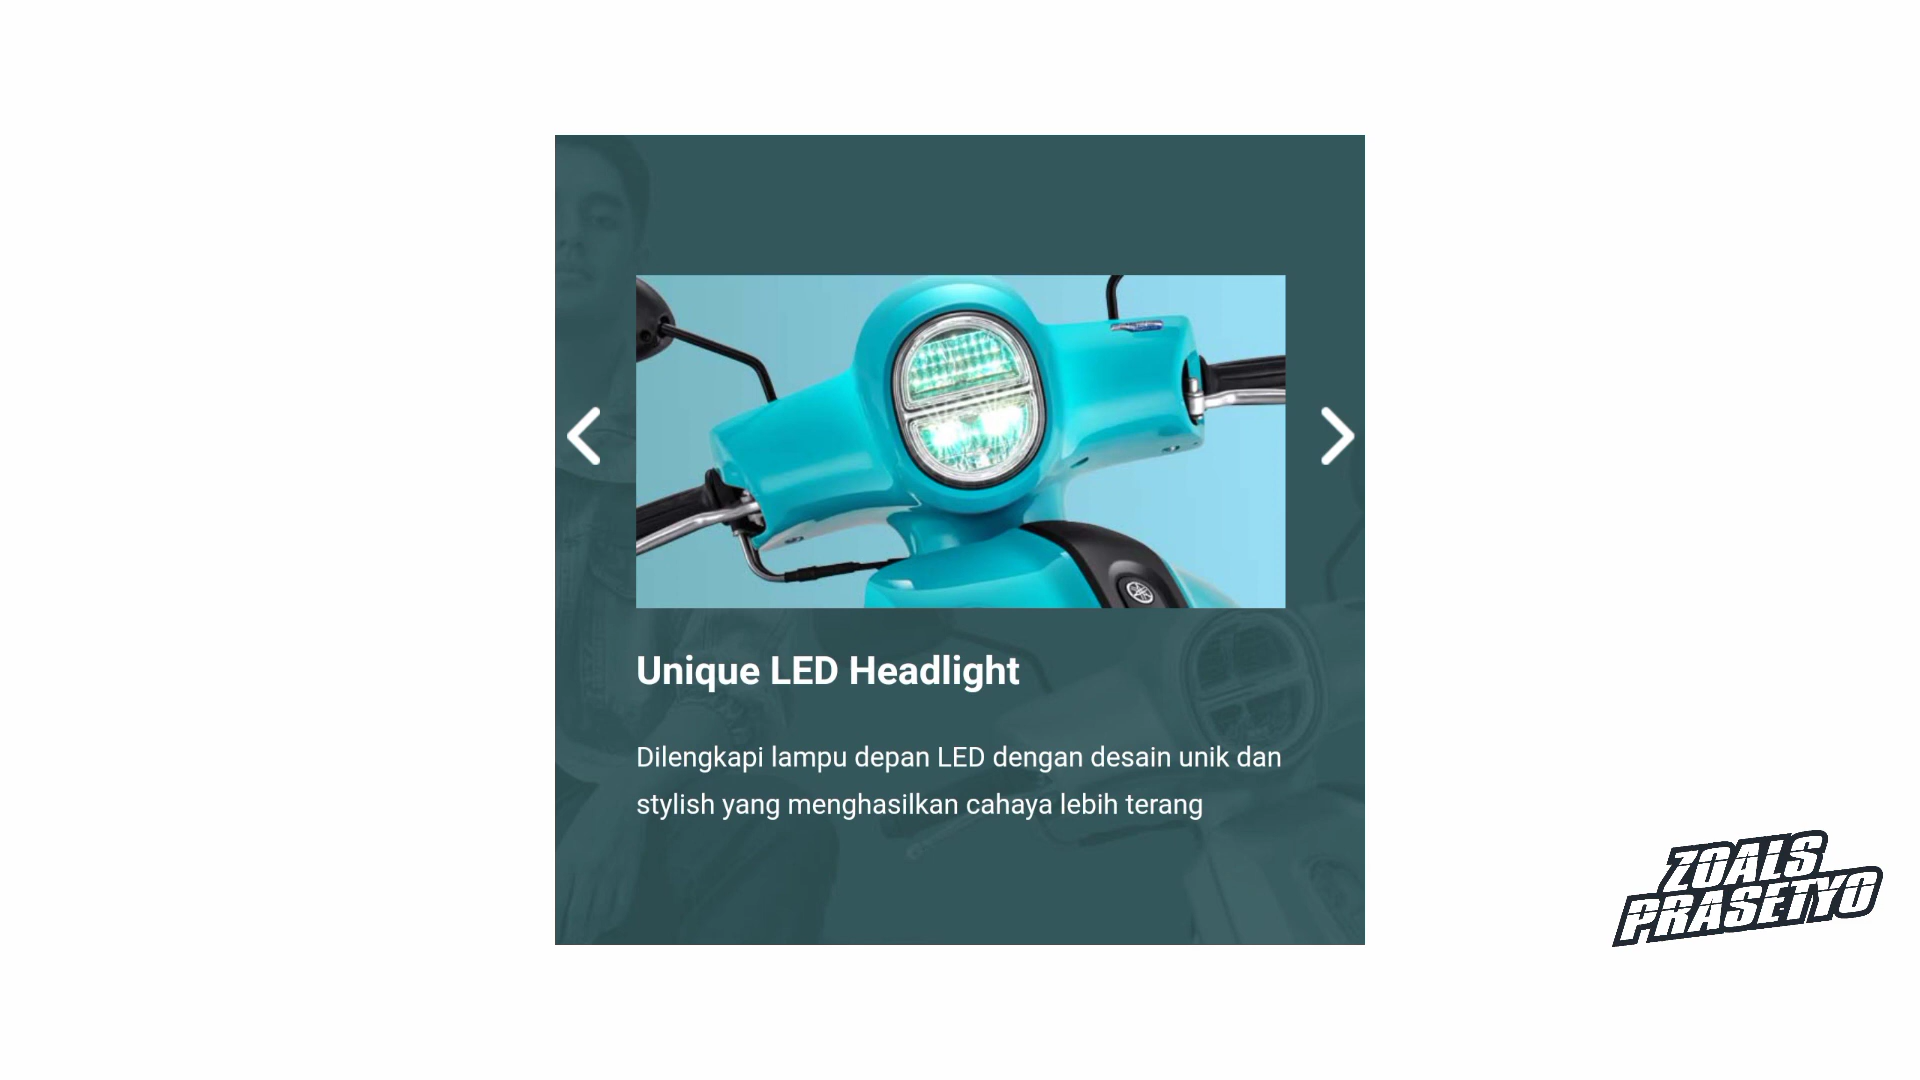 Unique LED Headlight
Dilengkapi lampu depan LED dengan desain unik dan
stylish yang menghasilkan cahaya lebih terang
ZOALS
PRASETYO